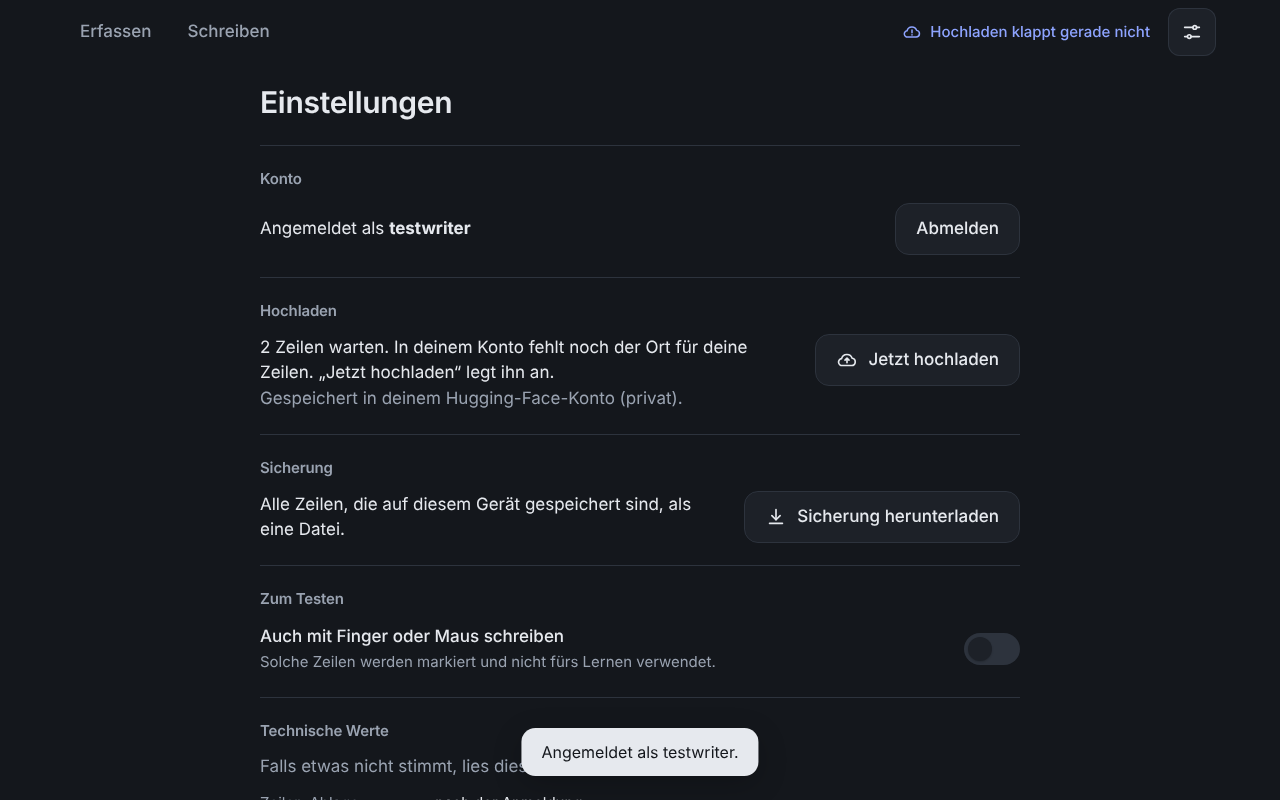 Erfassen
Schreiben
Hochladen klappt gerade nicht
Einstellungen
Konto
Angemeldet als testwriter
Abmelden
Hochladen
2 Zeilen warten. In deinem Konto fehlt noch der Ort für deine
Zeilen. „Jetzt hochladen“ legt ihn an.
Gespeichert in deinem Hugging-Face-Konto (privat).
Jetzt hochladen
Sicherung
Alle Zeilen, die auf diesem Gerät gespeichert sind, als
eine Datei.
Sicherung herunterladen
Zum Testen
Auch mit Finger oder Maus schreiben
Solche Zeilen werden markiert und nicht fürs Lernen verwendet.
Technische Werte
Falls etwas nicht stimmt, lies
Angemeldet als testwriter.